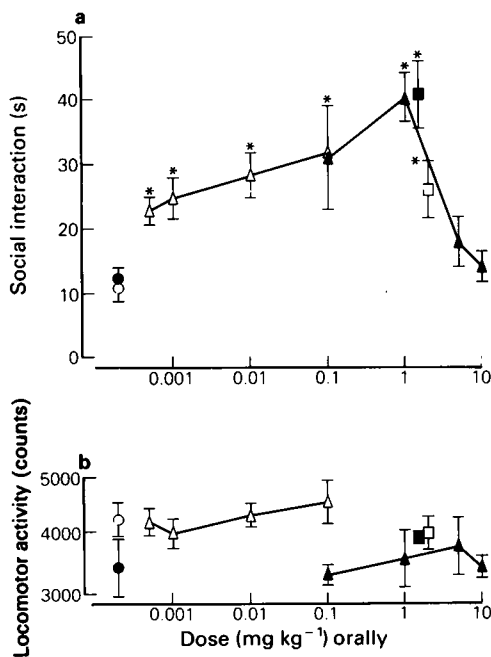 a
Social interaction (s)
50
40
30
20
10
0
* * * * * * *
0.001 0.01 0.1 1 10
b
Locomotor activity (counts)
5000
4000
3000
0.001 0.01 0.1 1 10
Dose (mg kg⁻¹) orally